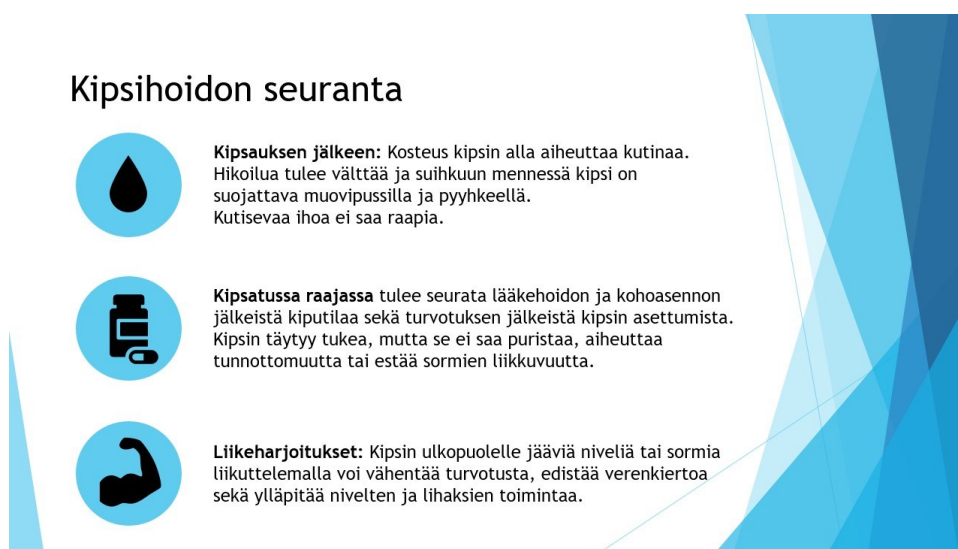 Kipsihoidon seuranta
Kipsauksen jälkeen: Kosteus kipsin alla aiheuttaa kutinaa.
Hikoilua tulee välttää ja suihkuun mennessä kipsi on
suojattava muovipussilla ja pyyhkeellä.
Kutisevaa ihoa ei saa raapia.
Kipsatussa raajassa tulee seurata lääkehoidon ja kohoasennon
jälkeistä kiputilaa sekä turvotuksen jälkeistä kipsin asettumista.
Kipsin täytyy tukea, mutta se ei saa puristaa, aiheuttaa
tunnottomuutta tai estää sormien liikkuvuutta.
Liikeharjoitukset: Kipsin ulkopuolelle jääviä niveliä tai sormia
liikuttelemalla voi vähentää turvotusta, edistää verenkiertoa
sekä ylläpitää nivelten ja lihaksien toimintaa.